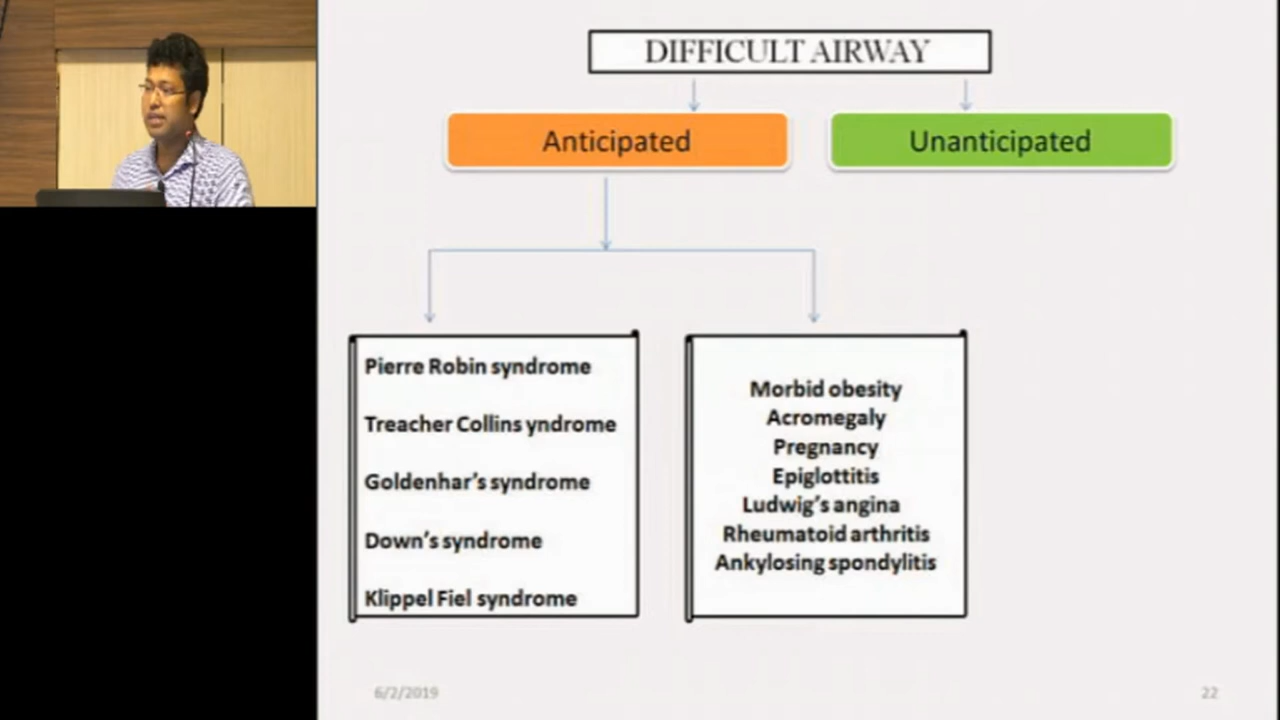 DIFFICULT AIRWAY
Anticipated
Unanticipated
Pierre Robin syndrome
Treacher Collins yndrome
Goldenhar's syndrome
Down's syndrome
Klippel Fiel syndrome
Morbid obesity
Acromegaly
Pregnancy
Epiglottitis
Ludwig's angina
Rheumatoid arthritis
Ankylosing spondylitis
6/2/2019
22